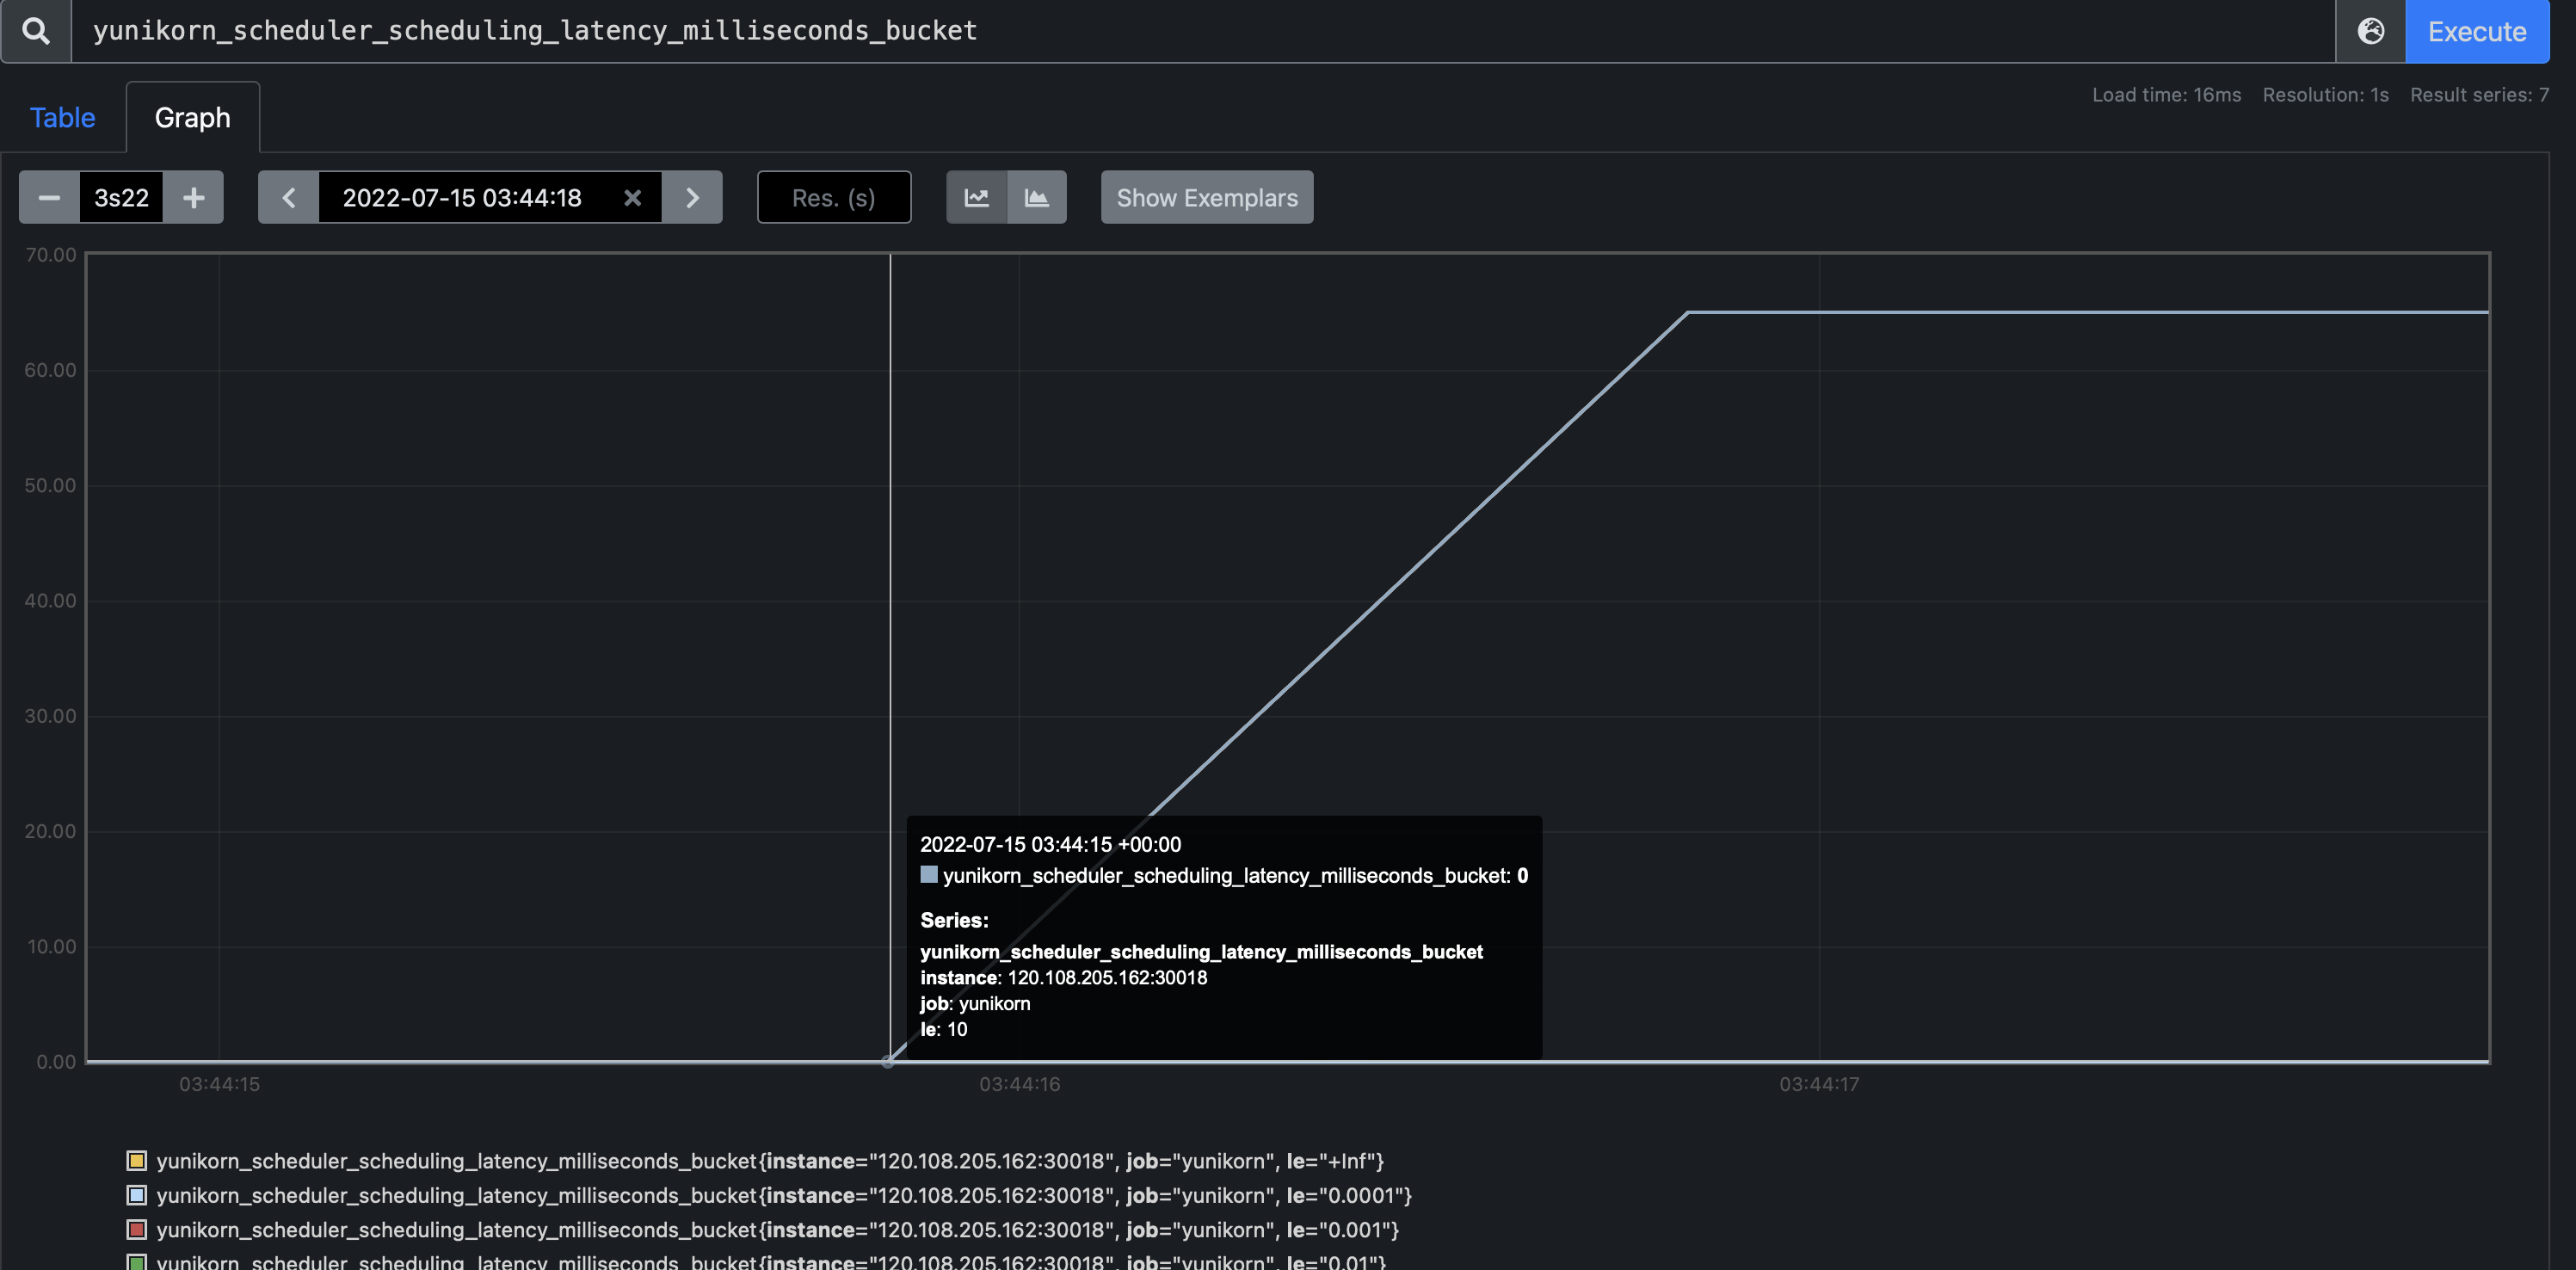 yunikorn_scheduler_scheduling_latency_milliseconds_bucket
Execute
Table
Graph
Load time: 16ms Resolution: 1s Result series: 7
3s22
2022-07-15 03:44:18
Res. (s)
Show Exemplars
70.00
60.00
50.00
40.00
30.00
20.00
10.00
0.00
2022-07-15 03:44:15 +00:00
yunikorn_scheduler_scheduling_latency_milliseconds_bucket: 0
Series:
yunikorn_scheduler_scheduling_latency_milliseconds_bucket
instance: 120.108.205.162:30018
job: yunikorn
le: 10
03:44:15
03:44:16
03:44:17
yunikorn_scheduler_scheduling_latency_milliseconds_bucket{instance="120.108.205.162:30018", job="yunikorn", le="+Inf"}
yunikorn_scheduler_scheduling_latency_milliseconds_bucket{instance="120.108.205.162:30018", job="yunikorn", le="0.0001"}
yunikorn_scheduler_scheduling_latency_milliseconds_bucket{instance="120.108.205.162:30018", job="yunikorn", le="0.001"}
yunikorn_scheduler_scheduling_latency_milliseconds_bucket{instance="120.108.205.162:30018", job="yunikorn", le="0.01"}